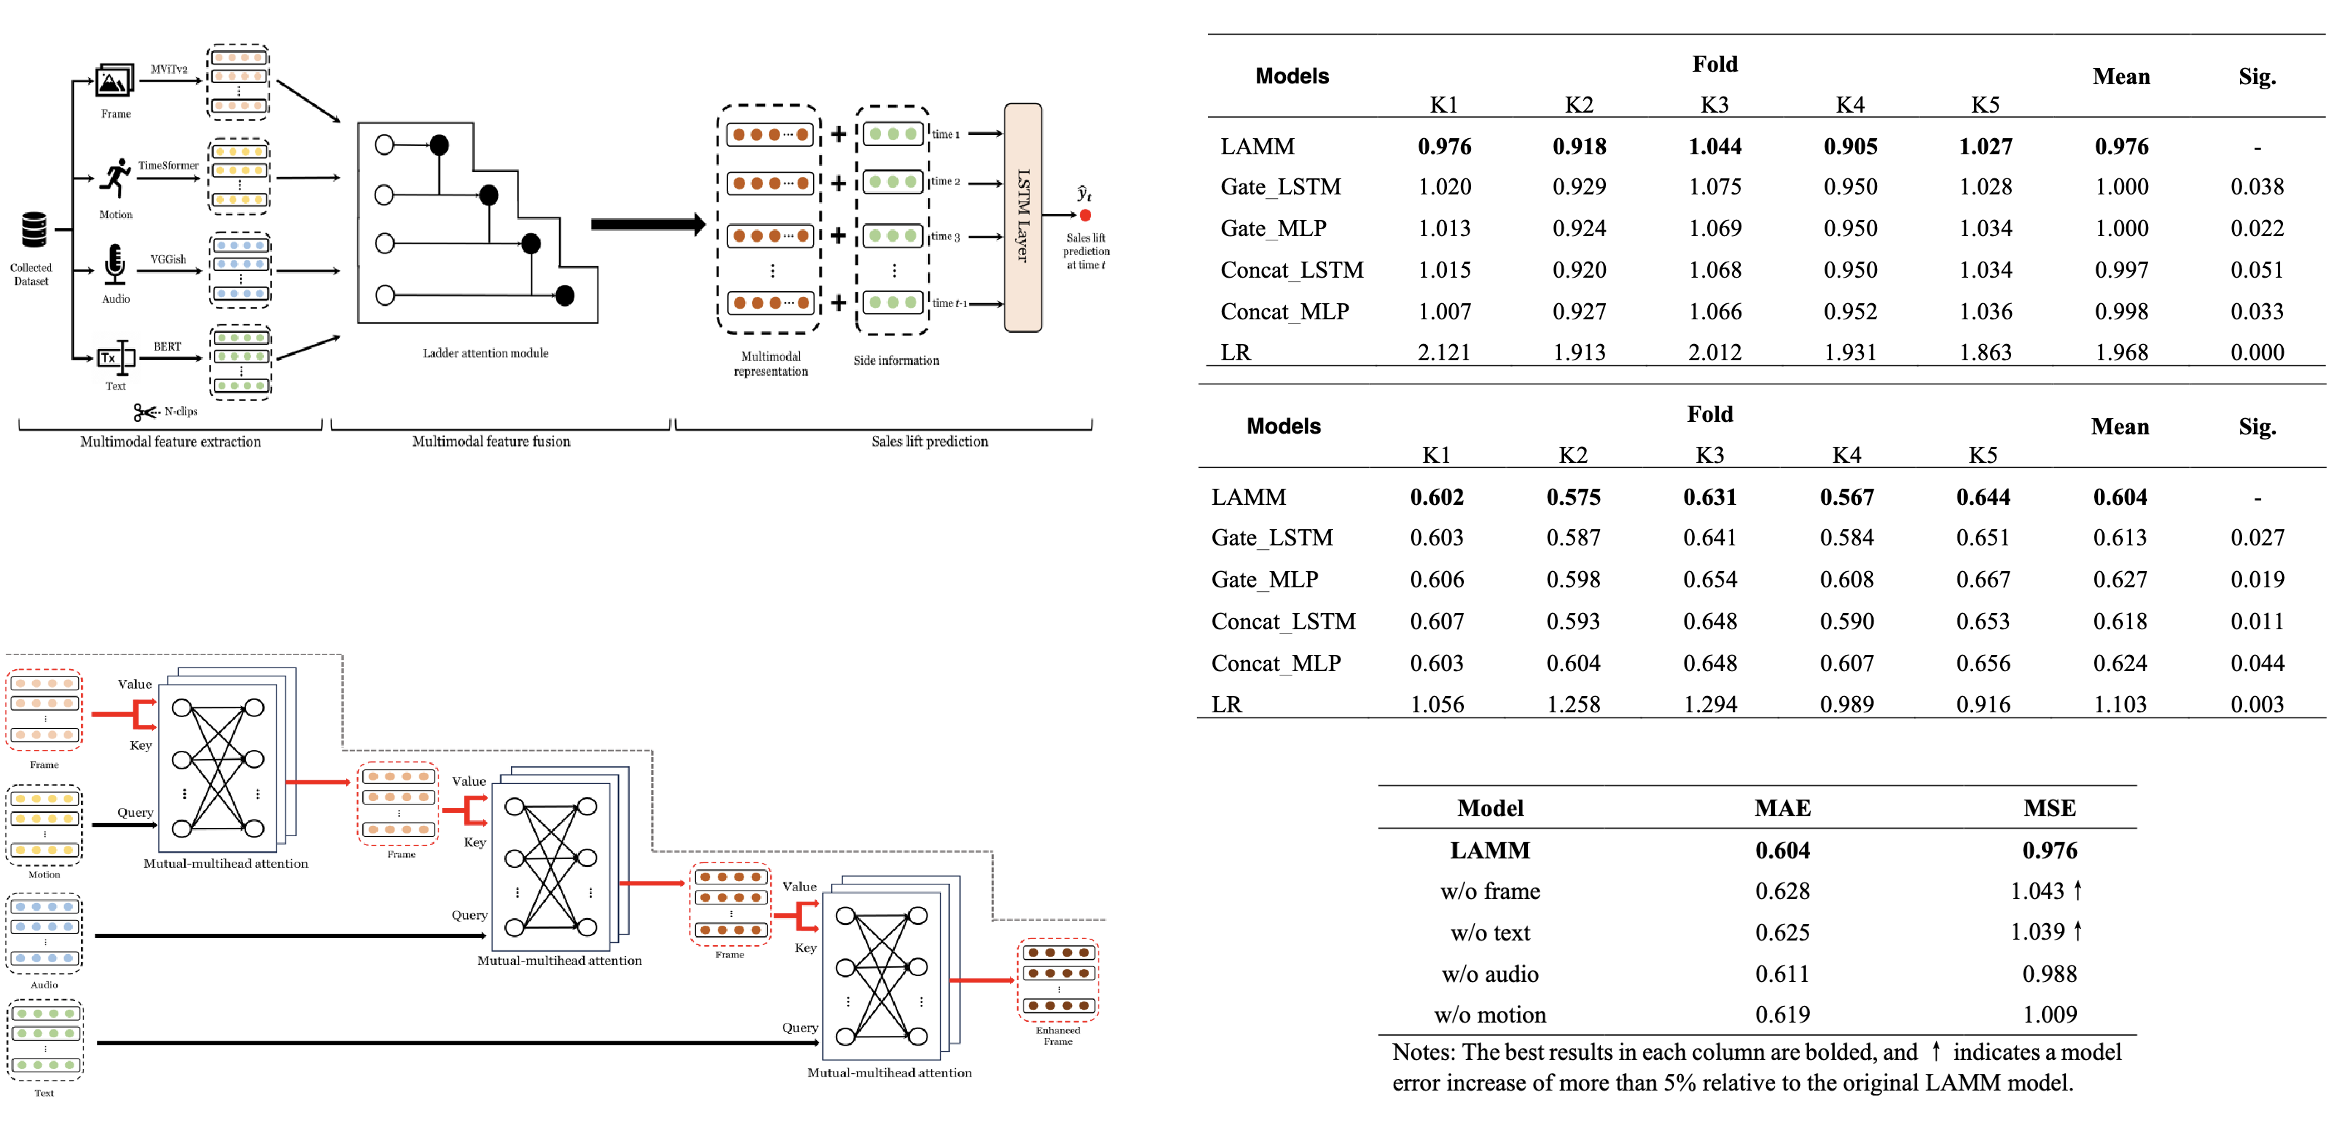 MViTv2
Frame
TimeSformer
Motion
Collected
Dataset
VGGish
Audio
BERT
Tx
Text
N-clips
Multimodal feature extraction
Ladder attention module
Multimodal feature fusion
time 1
time 2
time 3
time t-1
Multimodal
representation
Side information
LSTM Layer
ŷt
Sales lift
prediction
at time t
Sales lift prediction
Value
Key
Frame
Query
Motion
Mutual-multihead attention
Audio
Text
Frame
Value
Key
Query
Mutual-multihead attention
Frame
Value
Key
Query
Mutual-multihead attention
Enhanced
Frame
Models Fold Mean Sig.
K1 K2 K3 K4 K5
LAMM 0.976 0.918 1.044 0.905 1.027 0.976 -
Gate_LSTM 1.020 0.929 1.075 0.950 1.028 1.000 0.038
Gate_MLP 1.013 0.924 1.069 0.950 1.034 1.000 0.022
Concat_LSTM 1.015 0.920 1.068 0.950 1.034 0.997 0.051
Concat_MLP 1.007 0.927 1.066 0.952 1.036 0.998 0.033
LR 2.121 1.913 2.012 1.931 1.863 1.968 0.000
Models Fold Mean Sig.
K1 K2 K3 K4 K5
LAMM 0.602 0.575 0.631 0.567 0.644 0.604 -
Gate_LSTM 0.603 0.587 0.641 0.584 0.651 0.613 0.027
Gate_MLP 0.606 0.598 0.654 0.608 0.667 0.627 0.019
Concat_LSTM 0.607 0.593 0.648 0.590 0.653 0.618 0.011
Concat_MLP 0.603 0.604 0.648 0.607 0.656 0.624 0.044
LR 1.056 1.258 1.294 0.989 0.916 1.103 0.003
Model MAE MSE
LAMM 0.604 0.976
w/o frame 0.628 1.043 ↑
w/o text 0.625 1.039 ↑
w/o audio 0.611 0.988
w/o motion 0.619 1.009
Notes: The best results in each column are bolded, and ↑ indicates a model
error increase of more than 5% relative to the original LAMM model.